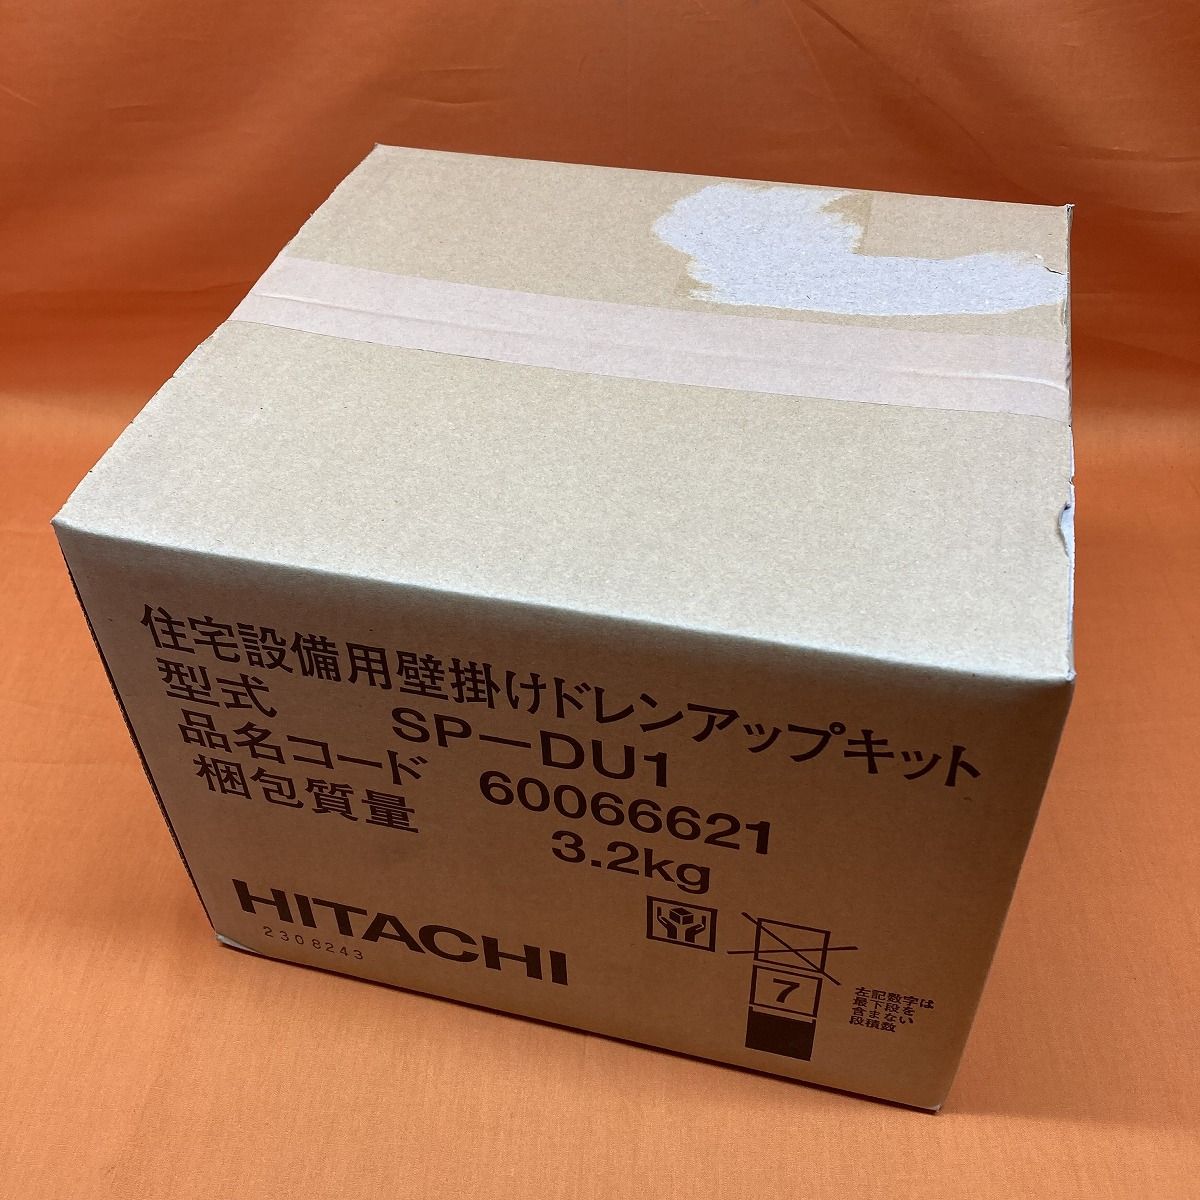 住宅設備用壁掛けドレンアップキット
型式 SP－DU1
品名コード 60066621
梱包質量 3.2kg
HITACHI
2308243
7
左記数字は
最下段を
含まない
段積数